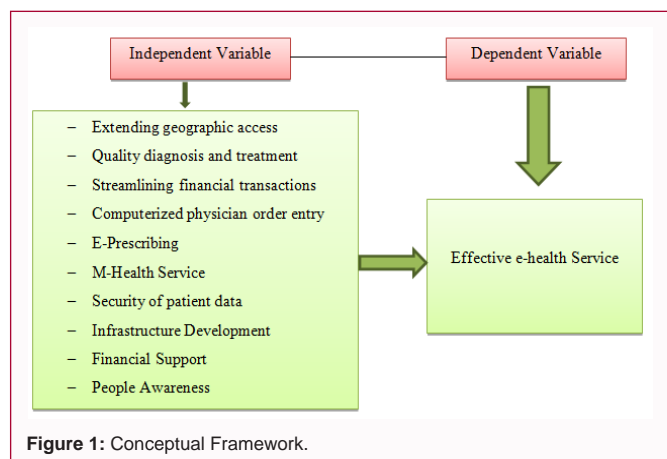 Independent Variable
Dependent Variable
– Extending geographic access
– Quality diagnosis and treatment
– Streamlining financial transactions
– Computerized physician order entry
– E-Prescribing
– M-Health Service
– Security of patient data
– Infrastructure Development
– Financial Support
– People Awareness
Effective e-health Service
Figure 1: Conceptual Framework.